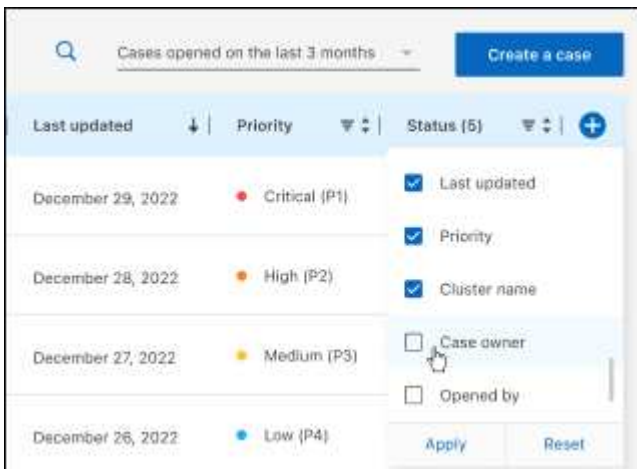 Cases opened on the last 3 months
Create a case
Last updated
Priority
Status (5)
Last updated
December 29, 2022
Critical (P1)
Priority
December 28, 2022
High (P2)
Cluster name
Case owner
December 27, 2022
Medium (P3)
Opened by
December 26, 2022
Low (P4)
Apply
Reset